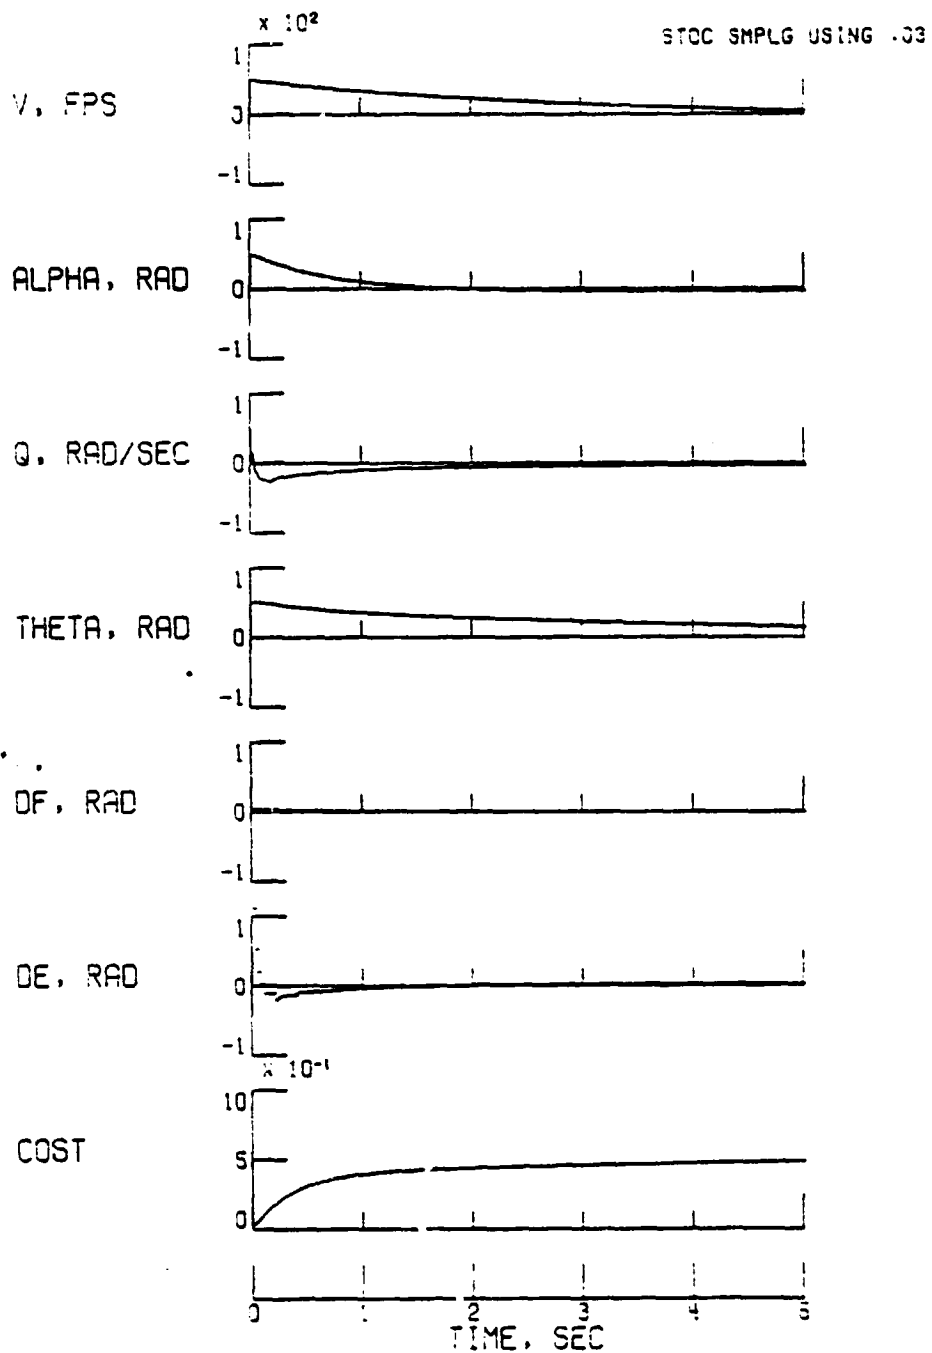 × 10²
STOC SMPLG USING .03
1
V, FPS
0
-1
1
ALPHA, RAD
0
-1
1
Q, RAD/SEC
0
-1
1
THETA, RAD
0
-1
1
DF, RAD
0
-1
1
DE, RAD
0
-1
× 10⁻¹
10
COST
5
0
0 1 2 3 4 5
TIME, SEC